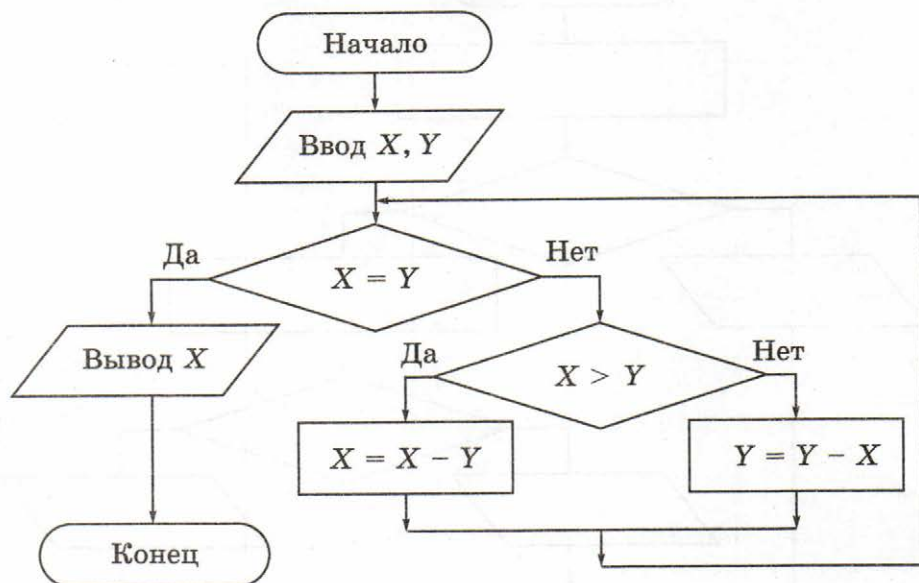 Начало
Ввод X, Y
Да
Нет
X = Y
Вывод X
Да
Нет
X > Y
X = X − Y
Y = Y − X
Конец